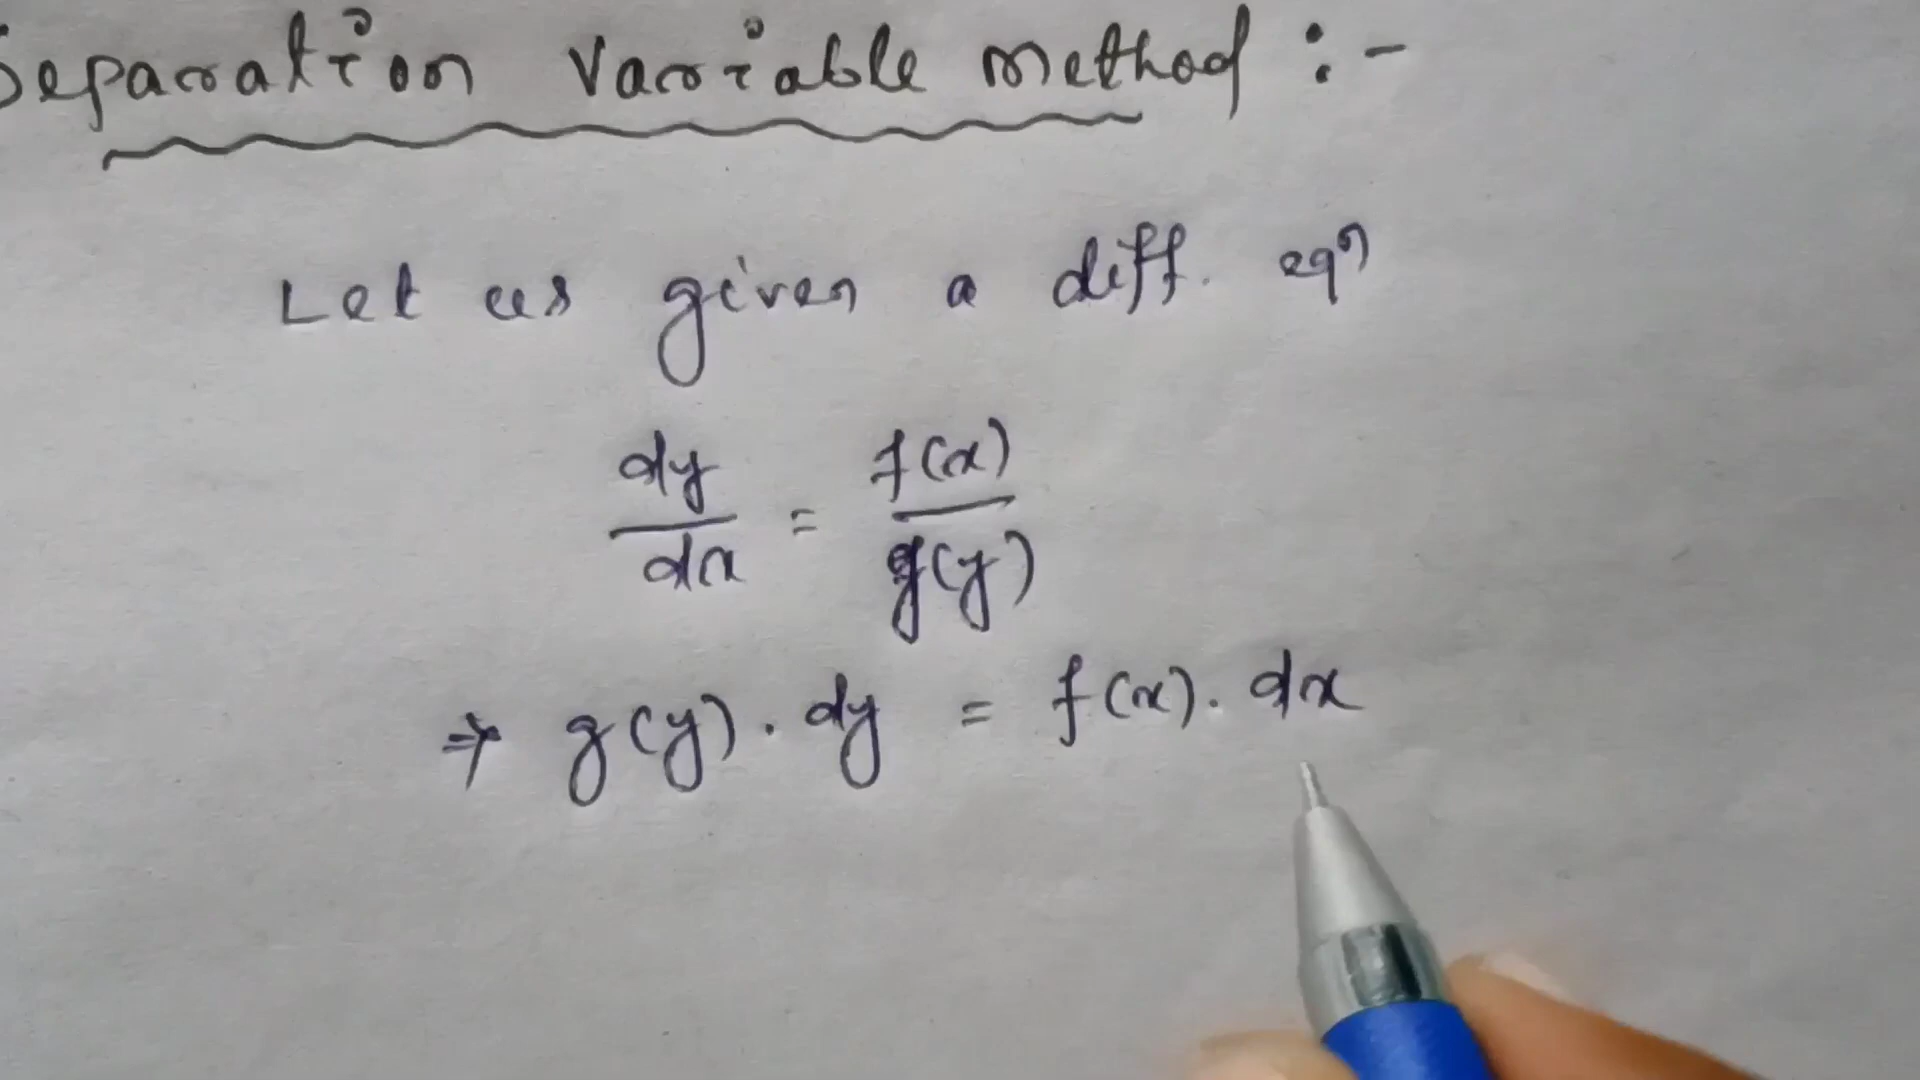 Separation Variable Method :-
Let us given a diff. eqn
dy/dx = f(x)/g(y)
⇒ g(y) . dy = f(x) . dx